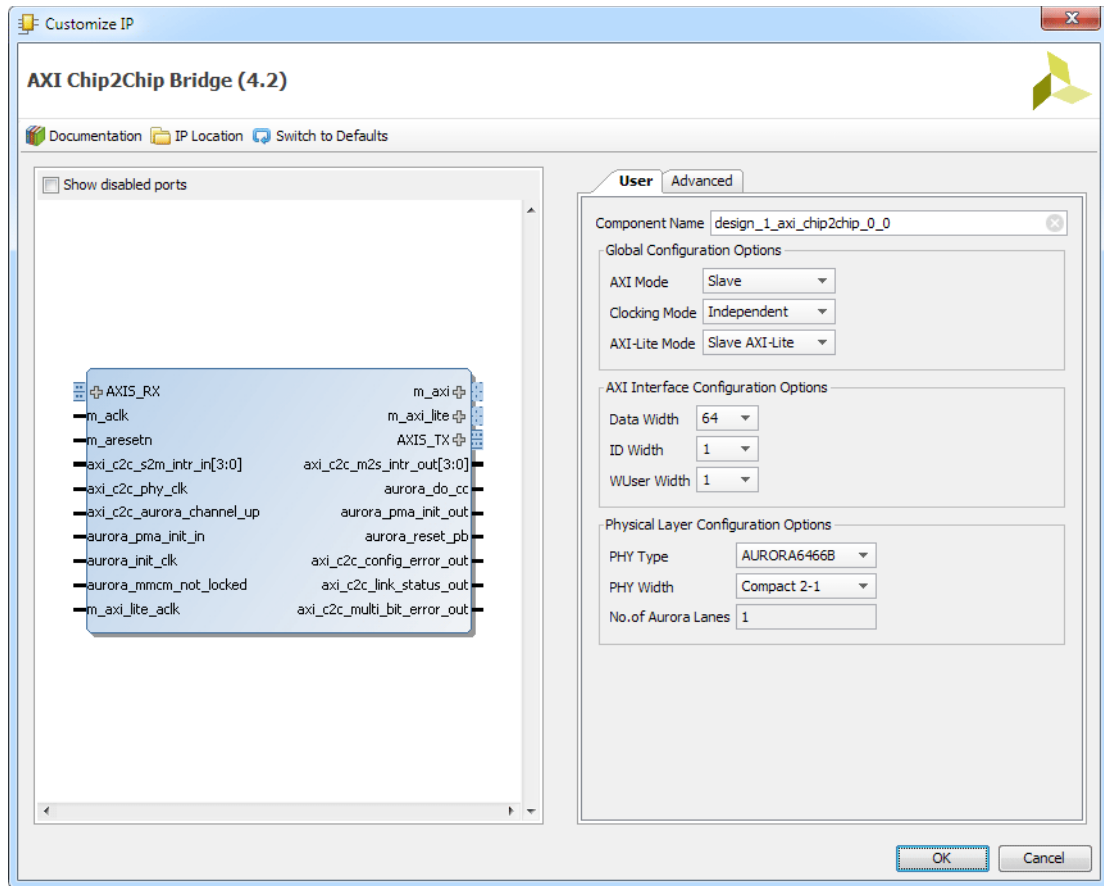 Customize IP
AXI Chip2Chip Bridge (4.2)
Documentation IP Location Switch to Defaults
Show disabled ports
AXIS_RX
m_aclk
m_aresetn
axi_c2c_s2m_intr_in[3:0]
axi_c2c_phy_clk
axi_c2c_aurora_channel_up
aurora_pma_init_in
aurora_init_clk
aurora_mmcm_not_locked
m_axi_lite_aclk
m_axi
m_axi_lite
AXIS_TX
axi_c2c_m2s_intr_out[3:0]
aurora_do_cc
aurora_pma_init_out
aurora_reset_pb
axi_c2c_config_error_out
axi_c2c_link_status_out
axi_c2c_multi_bit_error_out
User Advanced
Component Name design_1_axi_chip2chip_0_0
Global Configuration Options
AXI Mode Slave
Clocking Mode Independent
AXI-Lite Mode Slave AXI-Lite
AXI Interface Configuration Options
Data Width 64
ID Width 1
WUser Width 1
Physical Layer Configuration Options
PHY Type AURORA6466B
PHY Width Compact 2-1
No.of Aurora Lanes 1
OK Cancel